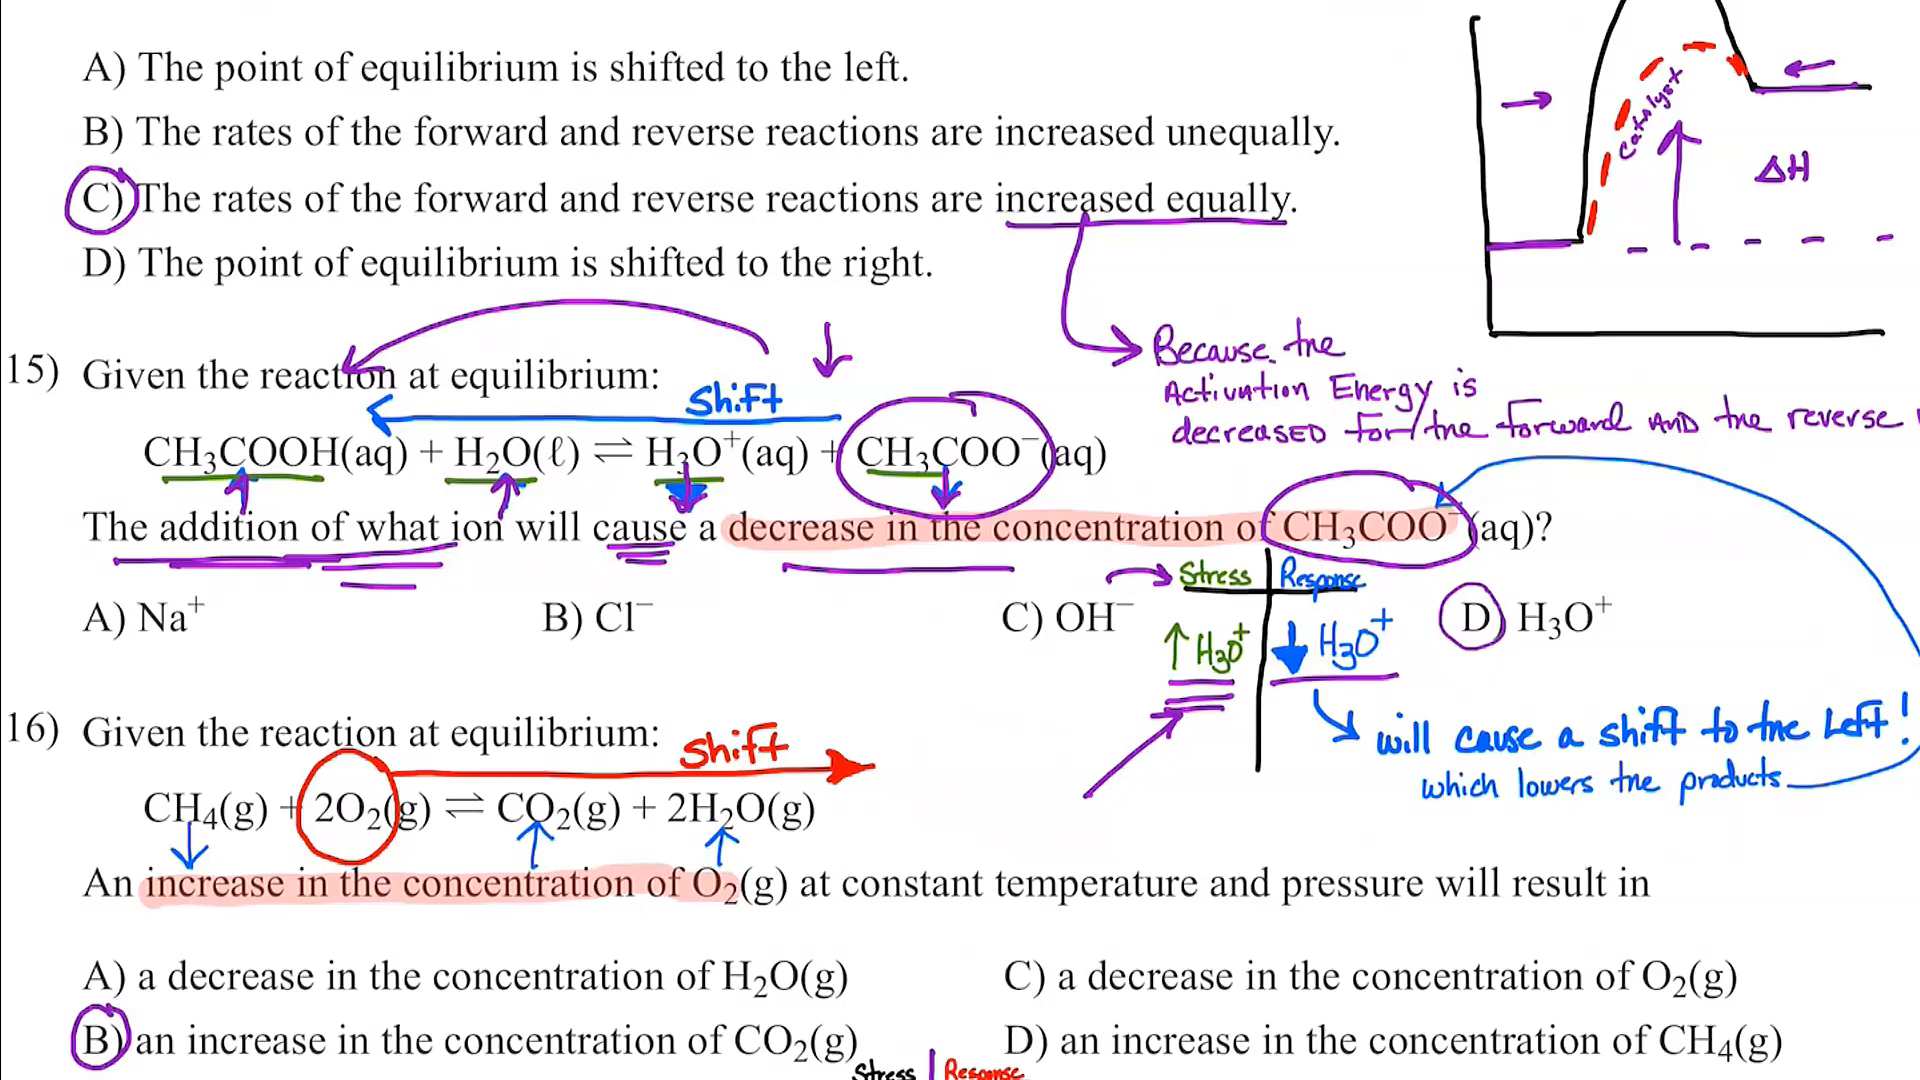 A) The point of equilibrium is shifted to the left.
B) The rates of the forward and reverse reactions are increased unequally.
C) The rates of the forward and reverse reactions are increased equally.
D) The point of equilibrium is shifted to the right.
catalyst
ΔH
Because the
Activation Energy is
decreased for/the forward AND the reverse
15) Given the reaction at equilibrium:
Shift
CH₃COOH(aq) + H₂O(ℓ) ⇌ H₃O⁺(aq) + CH₃COO⁻(aq)
The addition of what ion will cause a decrease in the concentration of CH₃COO⁻(aq)?
Stress | Response
↑ H₃O⁺ | ↓ H₃O⁺
A) Na⁺ B) Cl⁻ C) OH⁻ D) H₃O⁺
will cause a shift to the Left!
which lowers the products
16) Given the reaction at equilibrium:
Shift
CH₄(g) + 2O₂(g) ⇌ CO₂(g) + 2H₂O(g)
An increase in the concentration of O₂(g) at constant temperature and pressure will result in
A) a decrease in the concentration of H₂O(g)
B) an increase in the concentration of CO₂(g)
C) a decrease in the concentration of O₂(g)
D) an increase in the concentration of CH₄(g)
Stress | Response